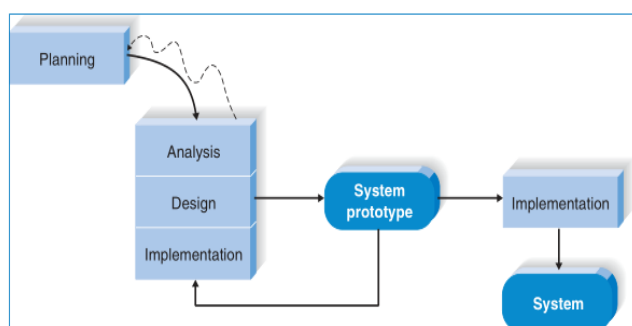 Planning
Analysis
Design
Implementation
System
prototype
Implementation
System